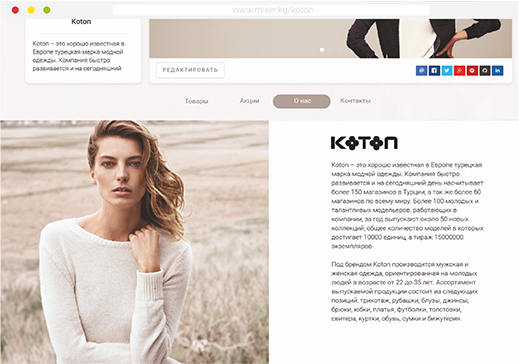 www.mixer.kg/koton
Koton
Koton – это хорошо известная в
Европе турецкая марка модной
одежды. Компания быстро
развивается и на сегодняшний
РЕДАКТИРОВАТЬ
Товары
Акции
О нас
Контакты
KOTON
Koton – это хорошо известная в Европе турецкая
марка модной одежды. Компания быстро
развивается и на сегодняшний день насчитывает
более 150 магазинов в Турции, а так же более 60
магазинов по всему миру. Более 100 молодых и
талантливых модельеров, работающих в
компании, за год выпускают около 50 новых
коллекций, общее количество моделей в которых
достигает 10000 единиц, а тираж 15000000
экземпляров.
Под брендом Koton производится мужская и
женская одежда, ориентированная на молодых
людей в возрасте от 22 до 35 лет. Ассортимент
выпускаемой продукции состоит из следующих
позиций: трикотаж, рубашки, блузы, джинсы,
брюки, юбки, платья, футболки, толстовки,
свитера, куртки, обувь, сумки и бижутерия.